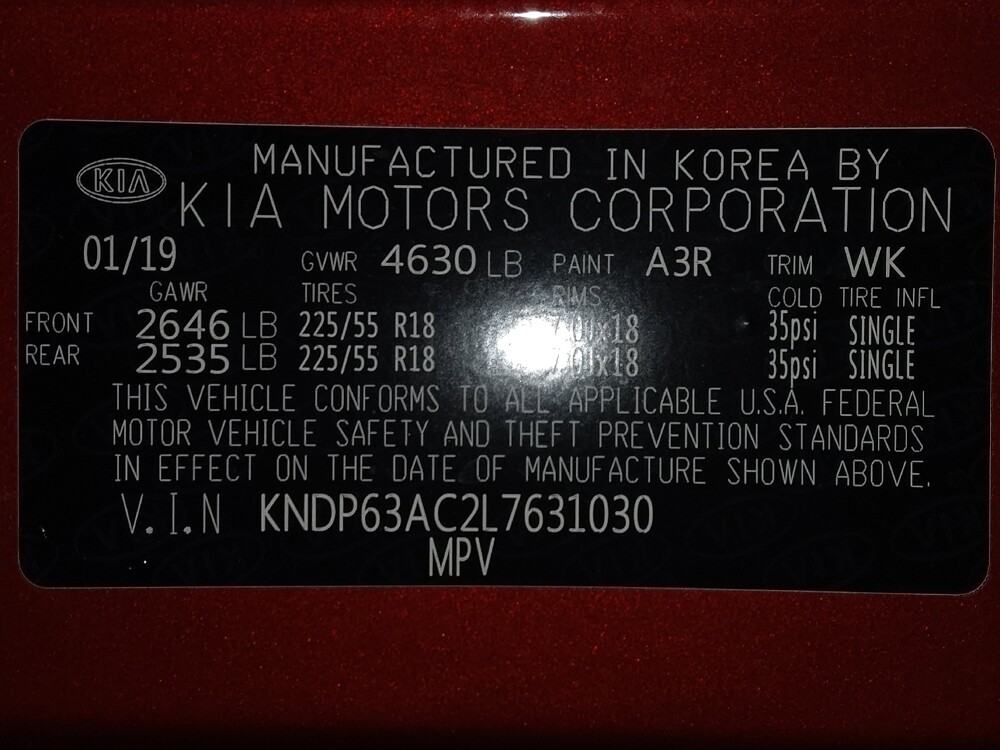 KIA MANUFACTURED IN KOREA BY
KIA MOTORS CORPORATION
01/19 GVWR 4630 LB PAINT A3R TRIM WK
GAWR TIRES RIMS COLD TIRE INFL
FRONT 2646 LB 225/55 R18 35psi SINGLE
REAR 2535 LB 225/55 R18 35psi SINGLE
THIS VEHICLE CONFORMS TO ALL APPLICABLE U.S.A. FEDERAL
MOTOR VEHICLE SAFETY AND THEFT PREVENTION STANDARDS
IN EFFECT ON THE DATE OF MANUFACTURE SHOWN ABOVE.
V.I.N KNDP63AC2L7631030
MPV